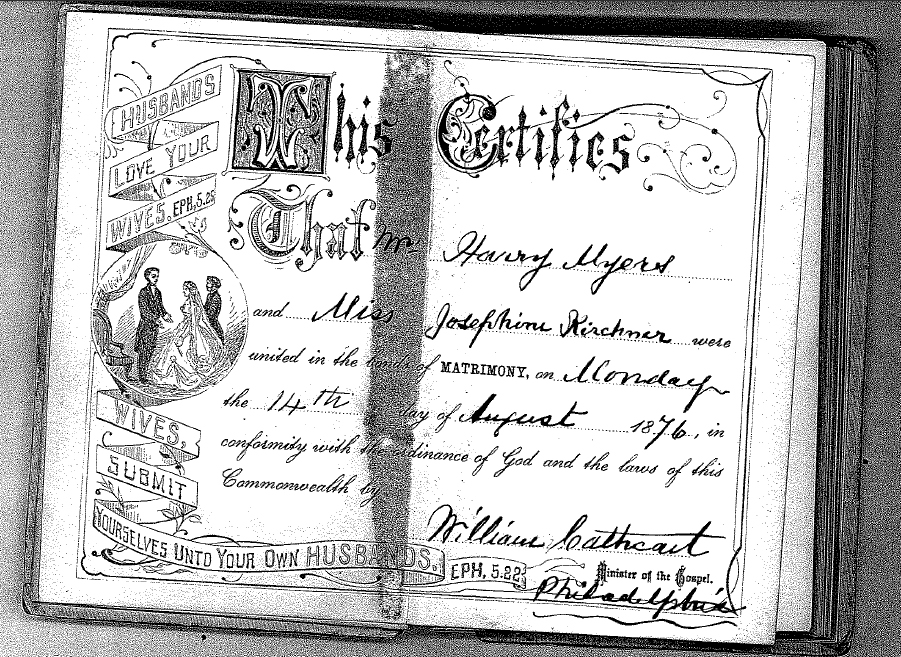 HUSBANDS
LOVE YOUR
WIVES, EPH, 5.25
This Certifies
That Mr. Harry Myers
and Miss Josephine Kirchner were
united in the bonds of MATRIMONY, on Monday
the 14th day of August 1876, in
conformity with the ordinance of God and the laws of this
Commonwealth by
William Cathcart
Minister of the Gospel.
Philadelphia
WIVES,
SUBMIT
YOURSELVES UNTO YOUR OWN HUSBANDS. EPH, 5.22